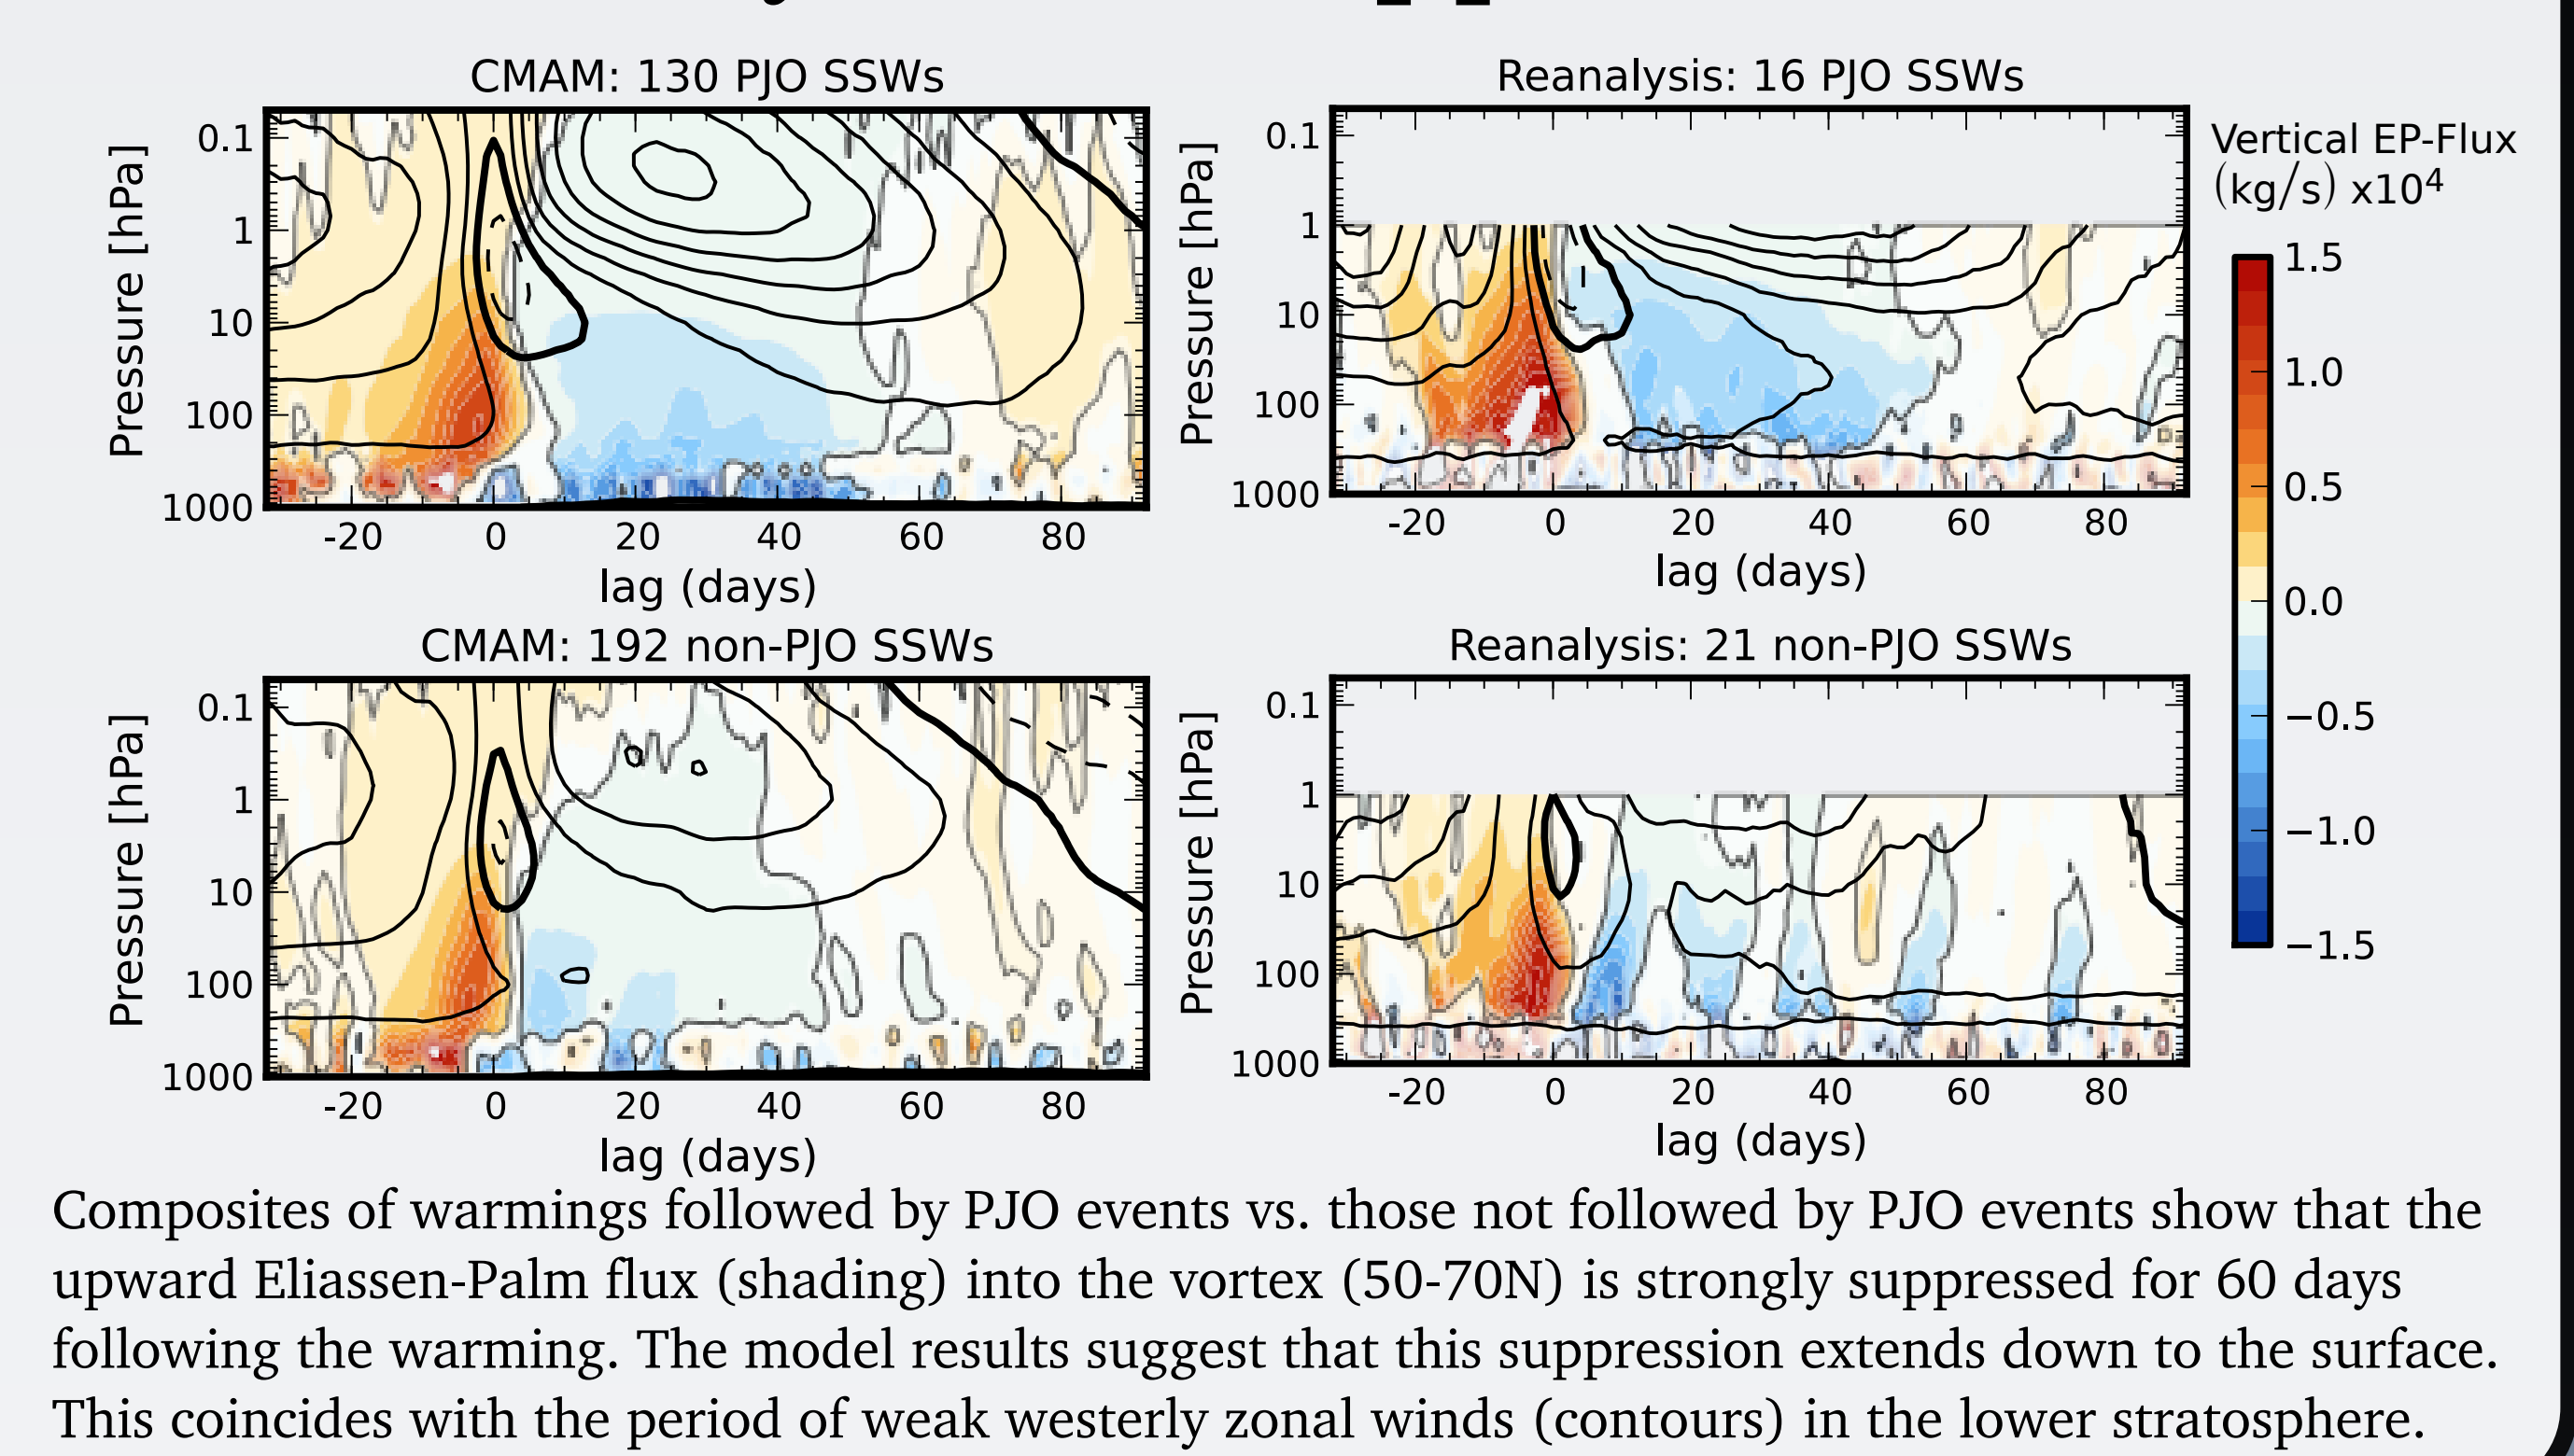 CMAM: 130 PJO SSWs
Pressure [hPa]
0.1
1
10
100
1000
-20 0 20 40 60 80
lag (days)
Reanalysis: 16 PJO SSWs
Pressure [hPa]
0.1
1
10
100
1000
-20 0 20 40 60 80
lag (days)
Vertical EP-Flux
(kg/s) x10⁴
1.5
1.0
0.5
0.0
−0.5
−1.0
−1.5
CMAM: 192 non-PJO SSWs
Pressure [hPa]
0.1
1
10
100
1000
-20 0 20 40 60 80
lag (days)
Reanalysis: 21 non-PJO SSWs
Pressure [hPa]
0.1
1
10
100
1000
-20 0 20 40 60 80
lag (days)
Composites of warmings followed by PJO events vs. those not followed by PJO events show that the
upward Eliassen-Palm flux (shading) into the vortex (50-70N) is strongly suppressed for 60 days
following the warming. The model results suggest that this suppression extends down to the surface.
This coincides with the period of weak westerly zonal winds (contours) in the lower stratosphere.